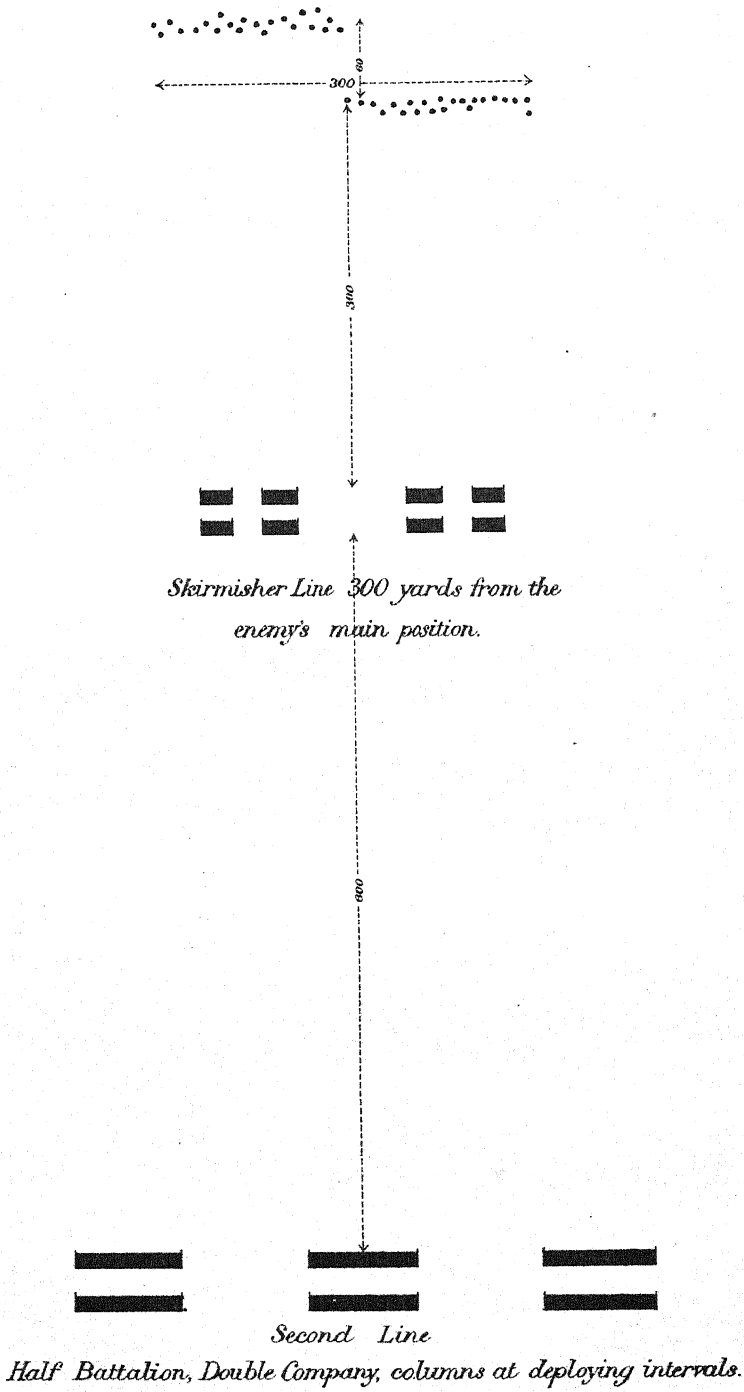 60
300
300
Skirmisher Line 300 yards from the
enemy's main position.
600
Second Line
Half Battalion, Double Company, columns at deploying intervals.